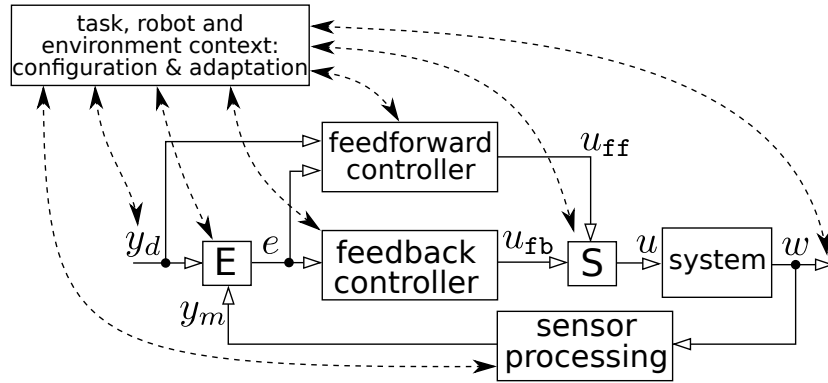 task, robot and
environment context:
configuration & adaptation
feedforward
controller
u_ff
y_d
E
e
feedback
controller
u_fb
S
u
system
w
y_m
sensor
processing